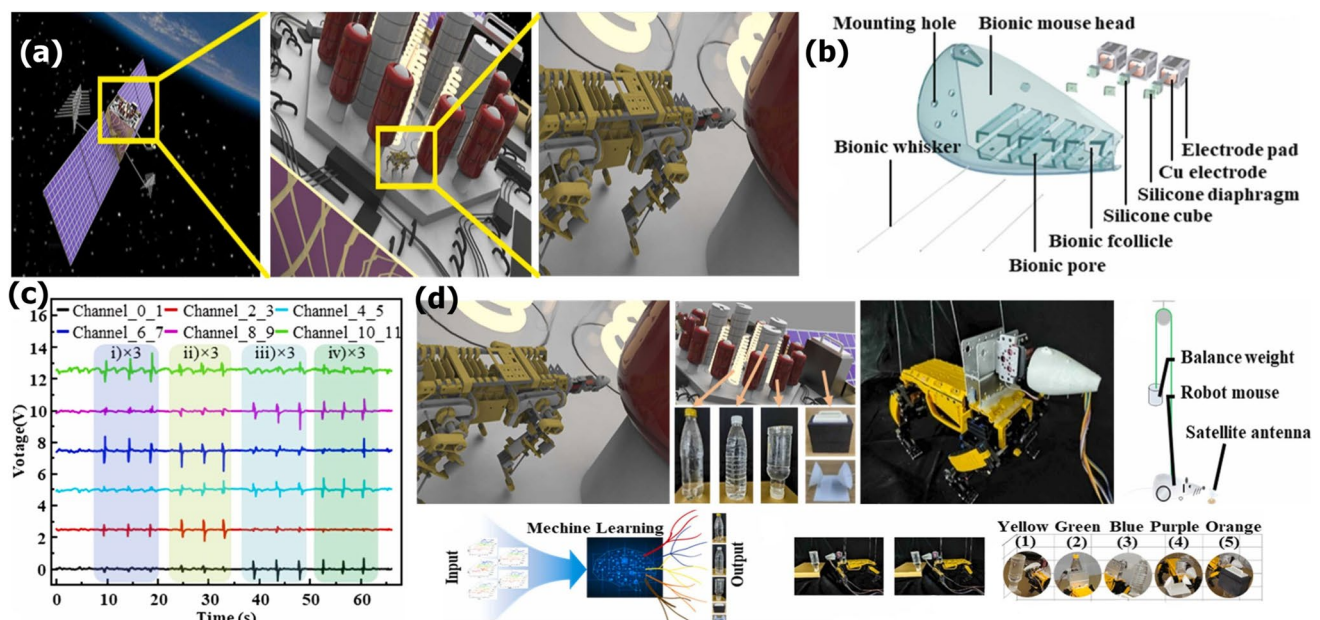 (a)
(b)
Mounting hole
Bionic mouse head
Bionic whisker
Electrode pad
Cu electrode
Silicone diaphragm
Silicone cube
Bionic fcollicle
Bionic pore
(c)
Channel_0_1 Channel_2_3 Channel_4_5
Channel_6_7 Channel_8_9 Channel_10_11
i)×3 ii)×3 iii)×3 iv)×3
Votage(V)
16
14
12
10
8
6
4
2
0
0 10 20 30 40 50 60
Time (s)
(d)
Balance weight
Robot mouse
Satellite antenna
Mechine Learning
Input
Output
Yellow Green Blue Purple Orange
(1) (2) (3) (4) (5)